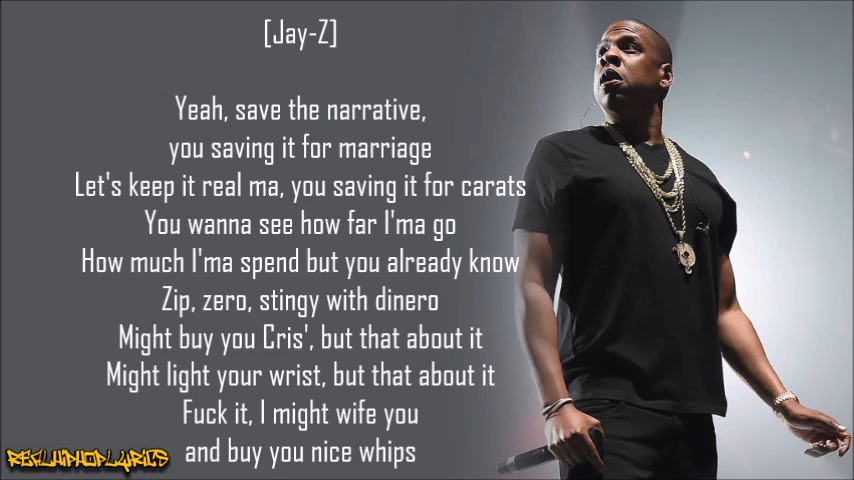 [Jay-Z]
Yeah, save the narrative,
you saving it for marriage
Let's keep it real ma, you saving it for carats
You wanna see how far I'ma go
How much I'ma spend but you already know
Zip, zero, stingy with dinero
Might buy you Cris', but that about it
Might light your wrist, but that about it
Fuck it, I might wife you
and buy you nice whips
REALHIPHOPLYRICS